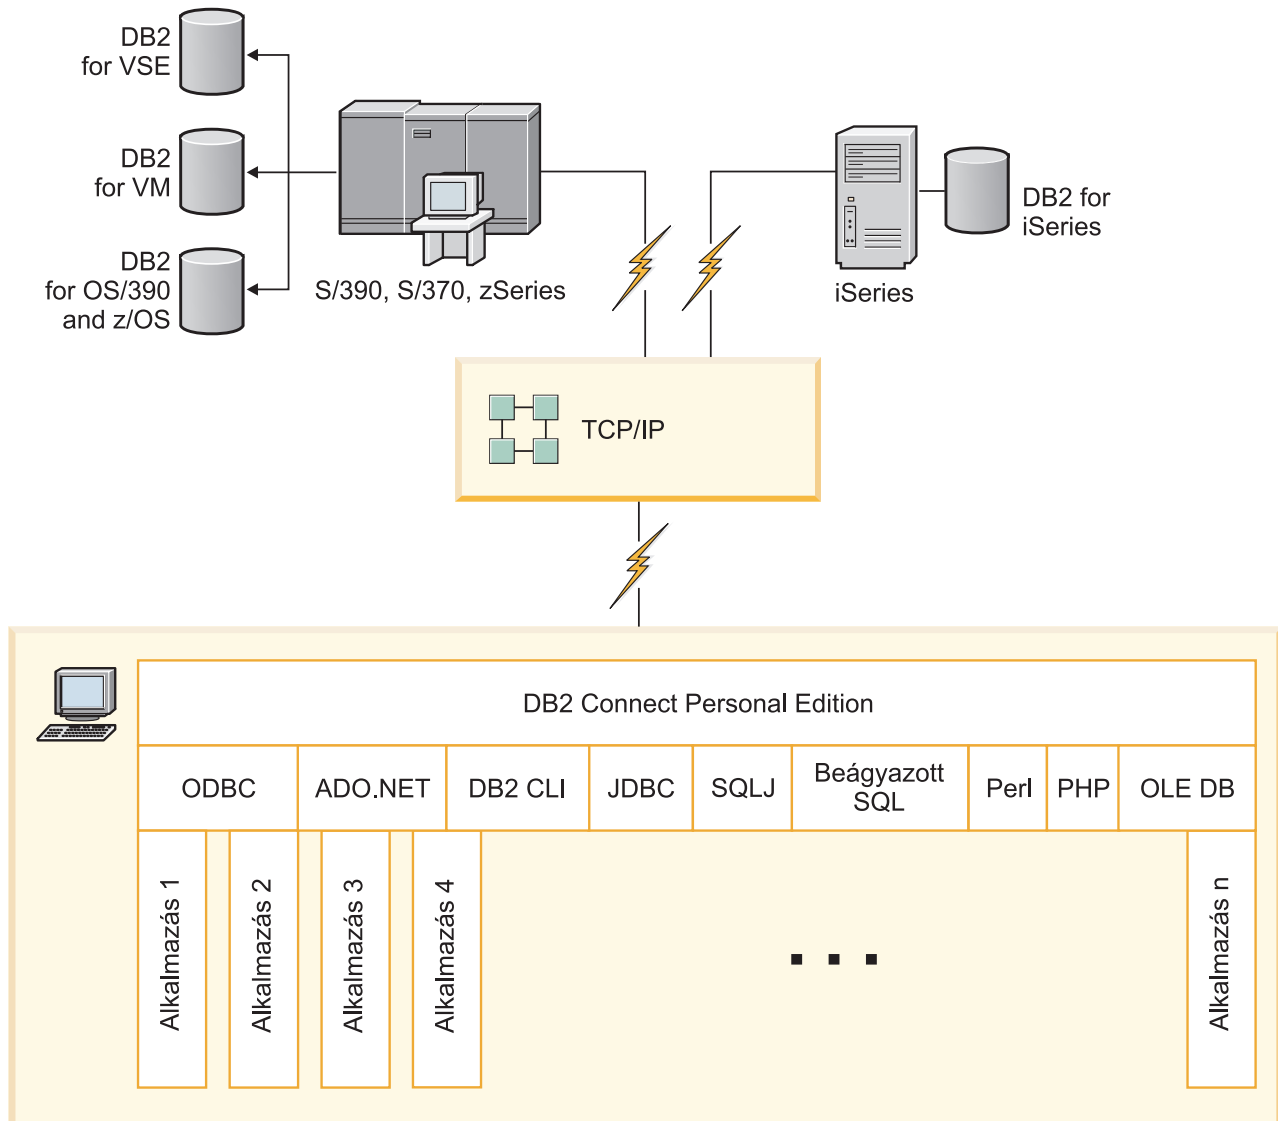 DB2
for VSE
DB2
for VM
DB2
for OS/390
and z/OS
S/390, S/370, zSeries
iSeries
DB2 for
iSeries
TCP/IP
DB2 Connect Personal Edition
ODBC
ADO.NET
DB2 CLI
JDBC
SQLJ
Beágyazott
SQL
Perl
PHP
OLE DB
Alkalmazás 1
Alkalmazás 2
Alkalmazás 3
Alkalmazás 4
Alkalmazás n